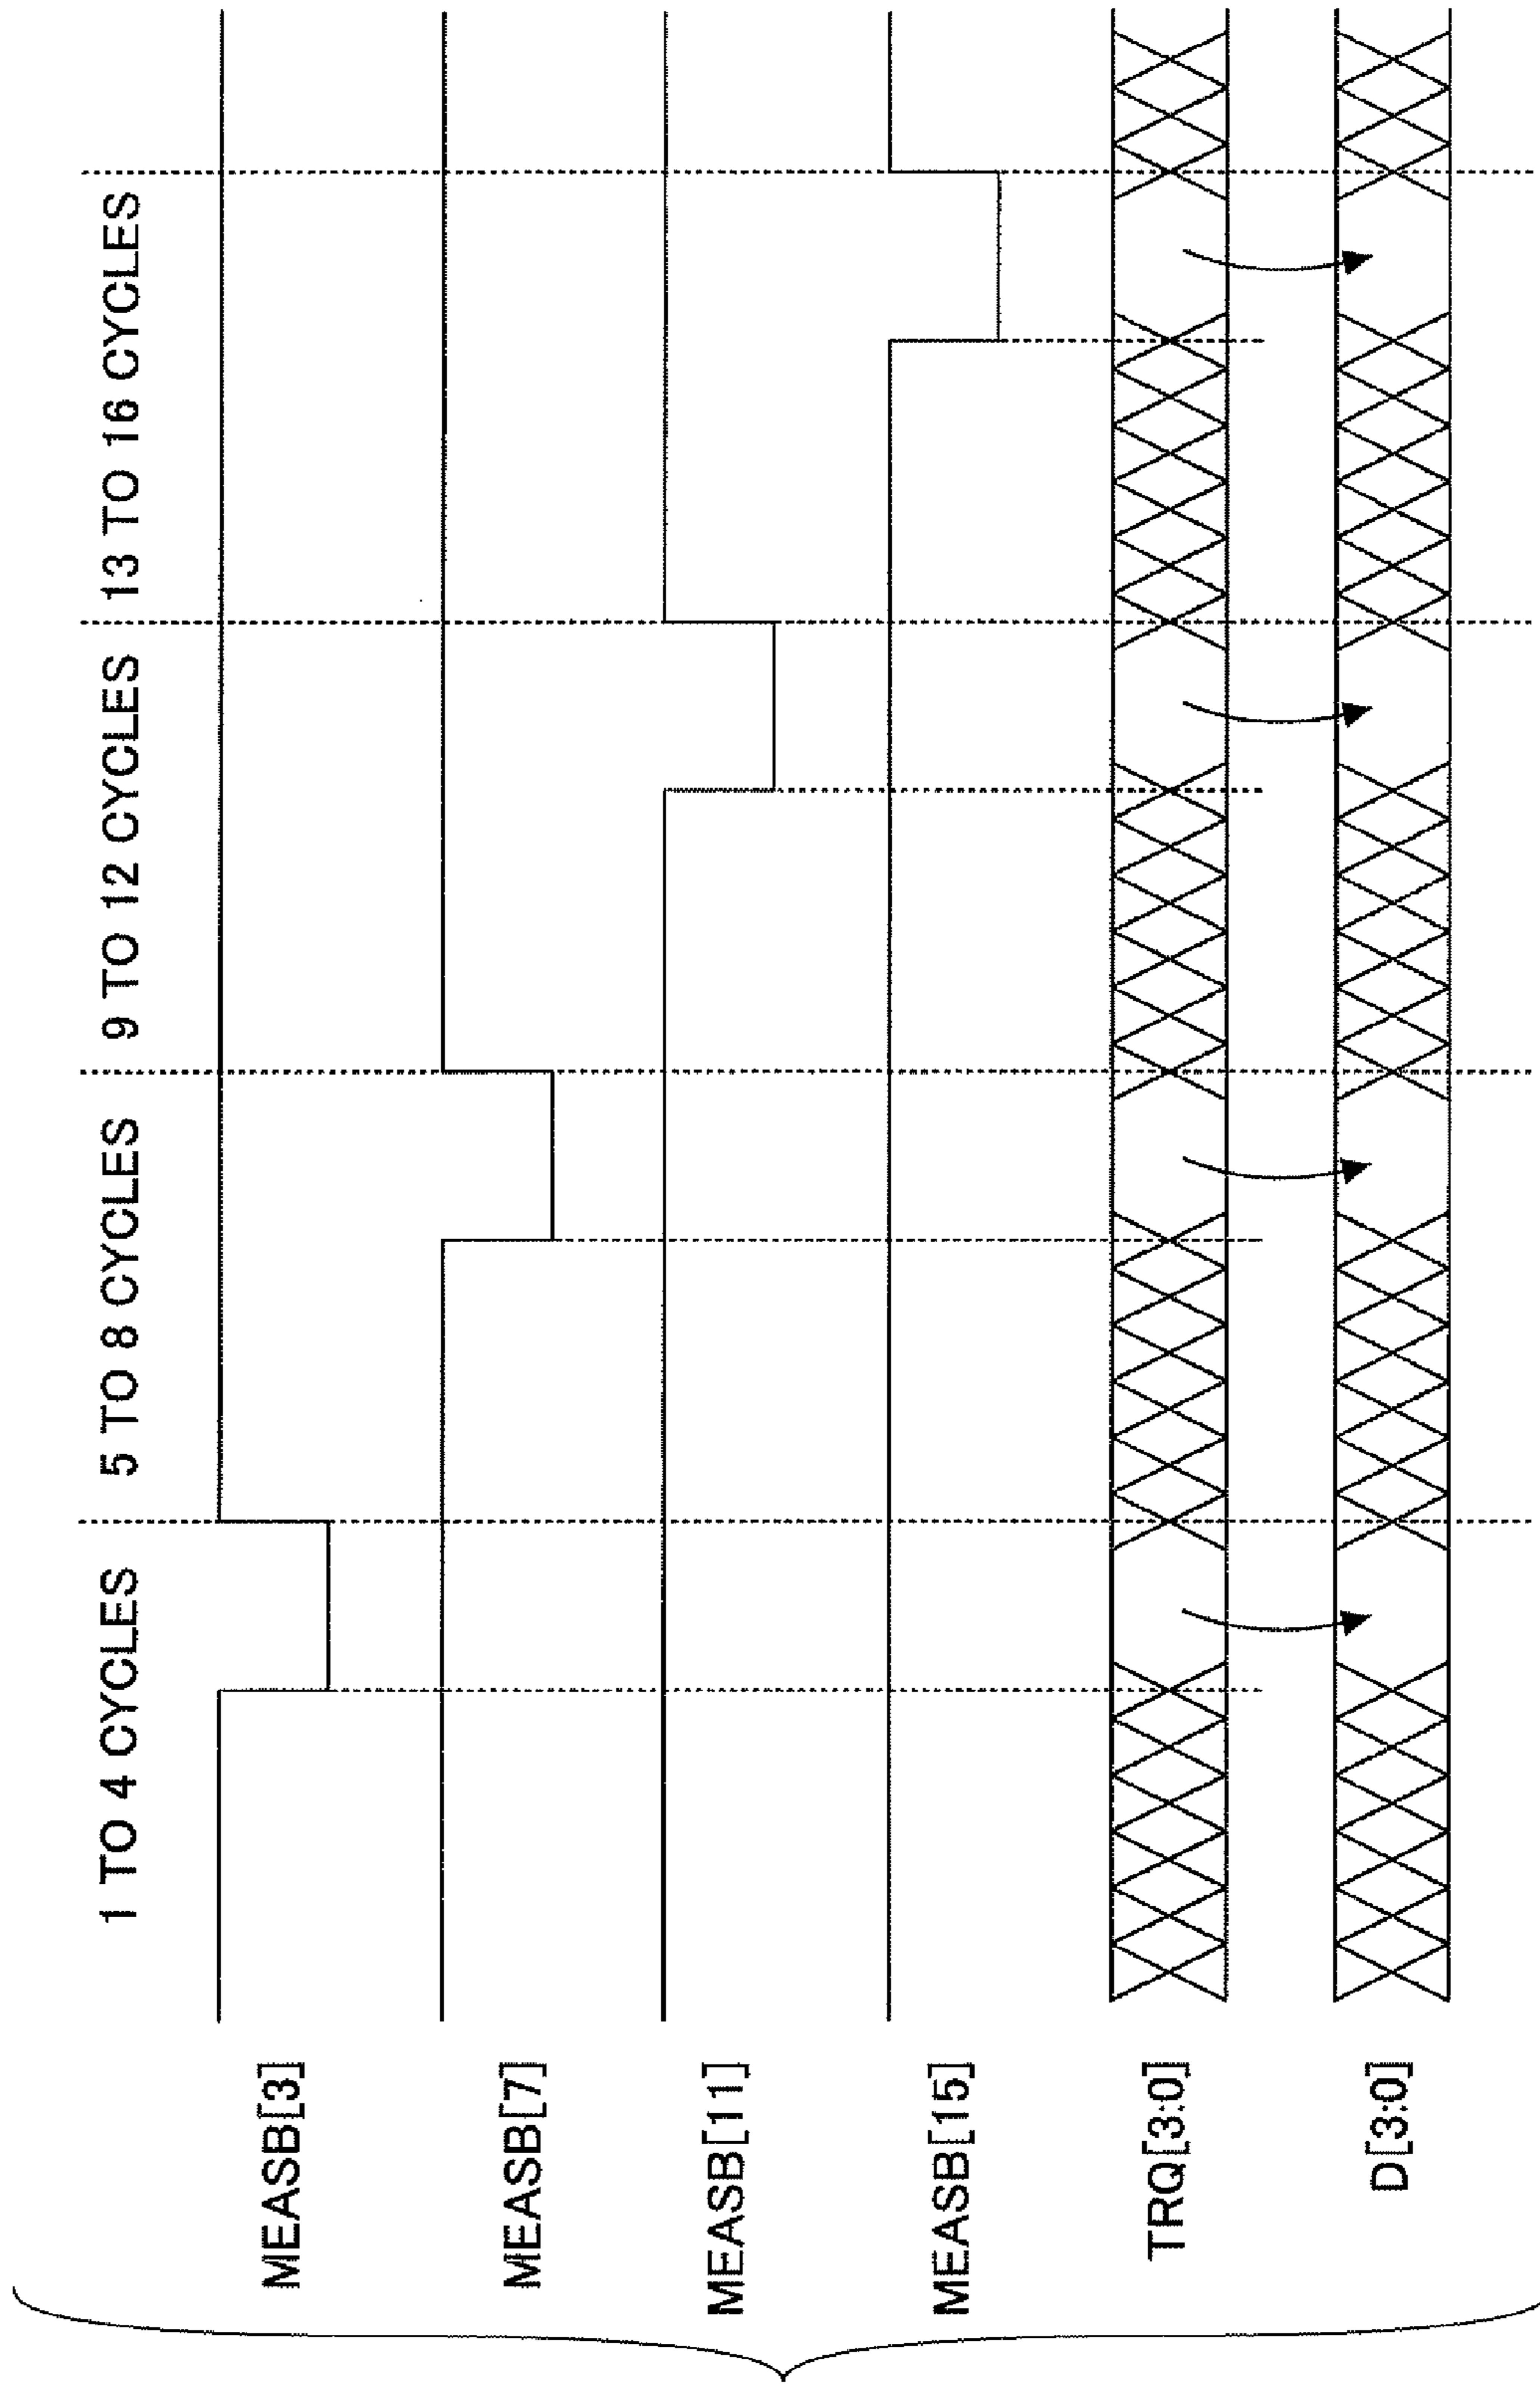 1 TO 4 CYCLES
5 TO 8 CYCLES
9 TO 12 CYCLES
13 TO 16 CYCLES
MEASB[3]
MEASB[7]
MEASB[11]
MEASB[15]
TRQ[3:0]
D[3:0]